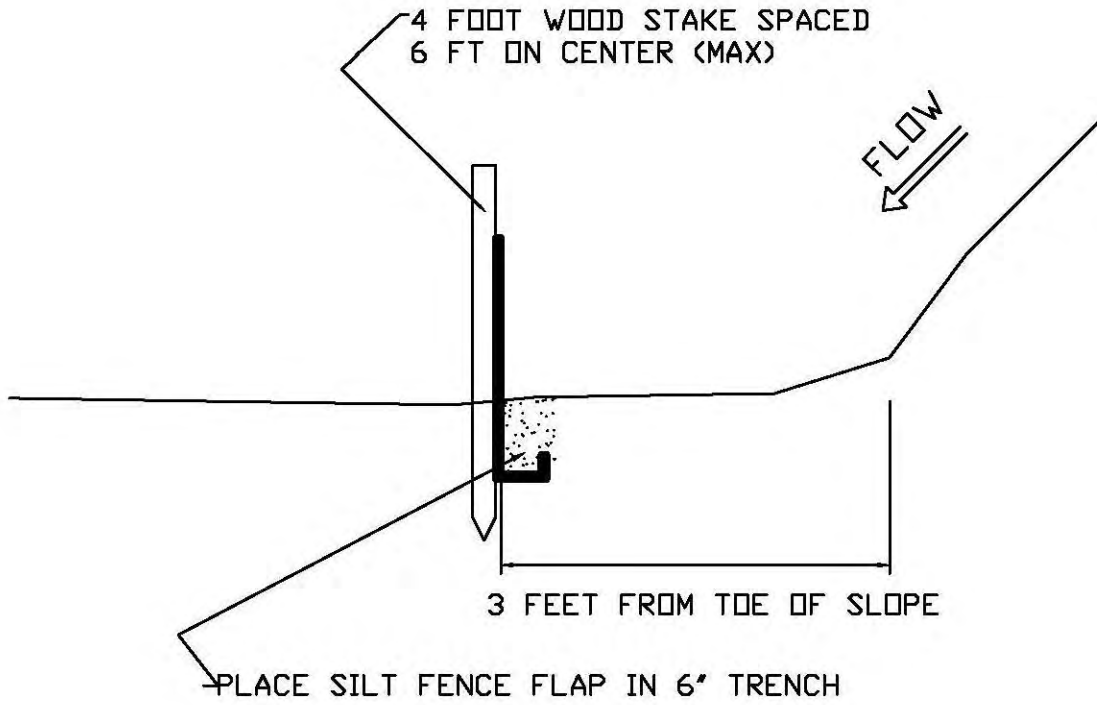 4 FOOT WOOD STAKE SPACED
6 FT ON CENTER (MAX)
FLOW
3 FEET FROM TOE OF SLOPE
PLACE SILT FENCE FLAP IN 6" TRENCH